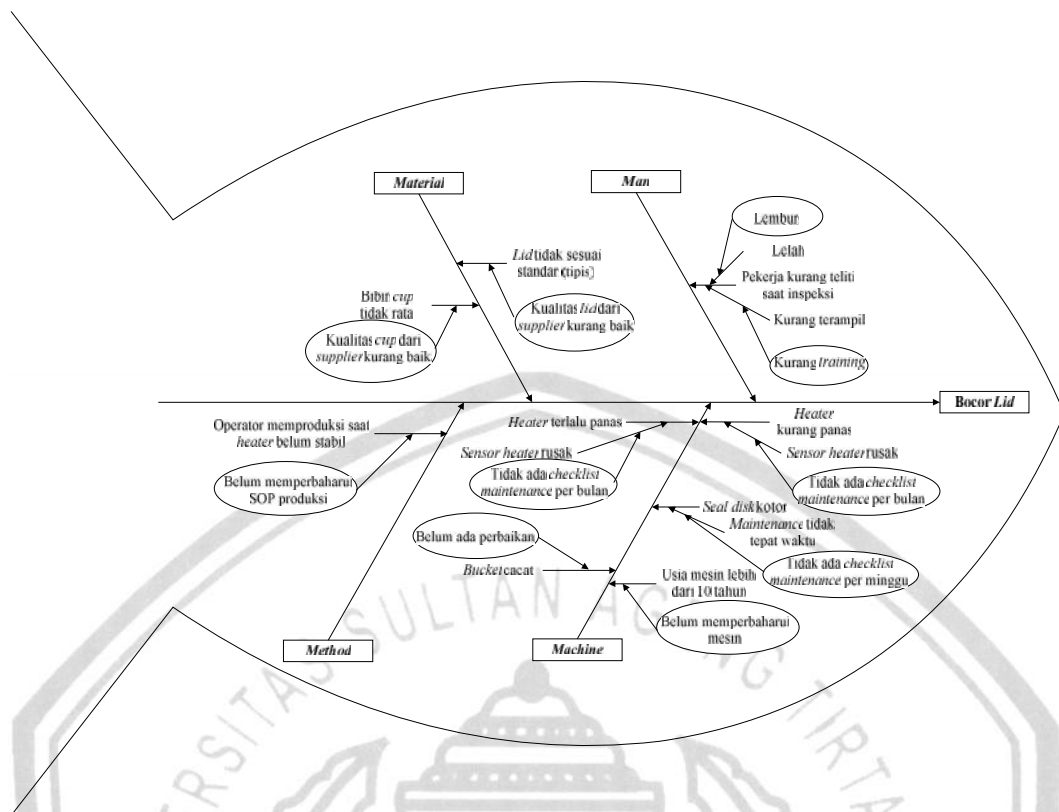 Material
Man
Lembur
Lelah
Pekerja kurang teliti
saat inspeksi
Kurang terampil
Kurang training
Lid tidak sesuai
standar (tipis)
Kualitas lid dari
supplier kurang baik
Bibir cup
tidak rata
Kualitas cup dari
supplier kurang baik
Bocor Lid
Operator memproduksi saat
heater belum stabil
Belum memperbaharui
SOP produksi
Heater terlalu panas
Sensor heater rusak
Tidak ada checklist
maintenance per bulan
Heater
kurang panas
Sensor heater rusak
Tidak ada checklist
maintenance per bulan
Seal disk kotor
Maintenance tidak
tepat waktu
Tidak ada checklist
maintenance per minggu
Belum ada perbaikan
Bucket cacat
Usia mesin lebih
dari 10 tahun
Belum memperbaharui
mesin
Method
Machine
ERSITAS SULTAN AGENG TIRTA